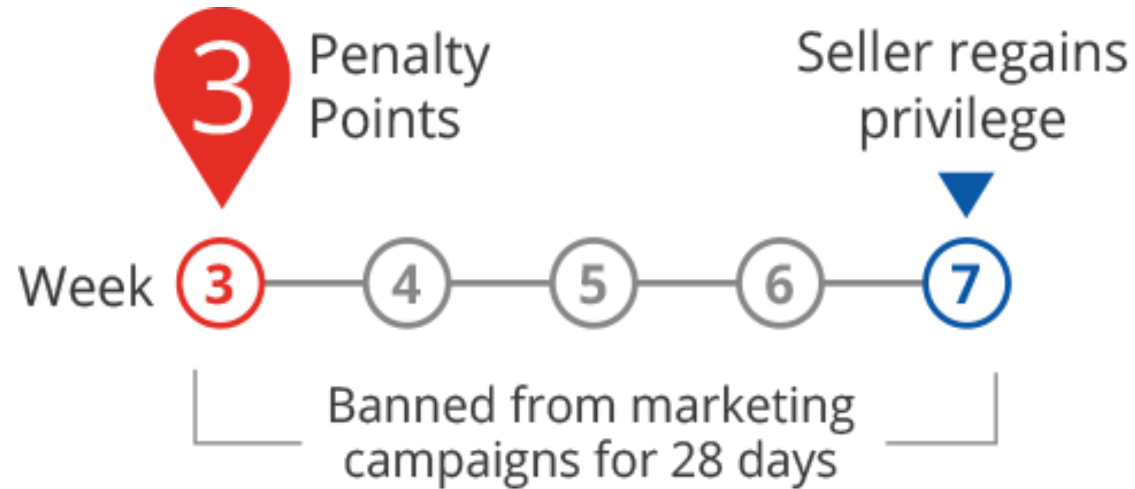 3
Penalty
Points
Seller regains
privilege
Week 3 4 5 6 7
Banned from marketing
campaigns for 28 days